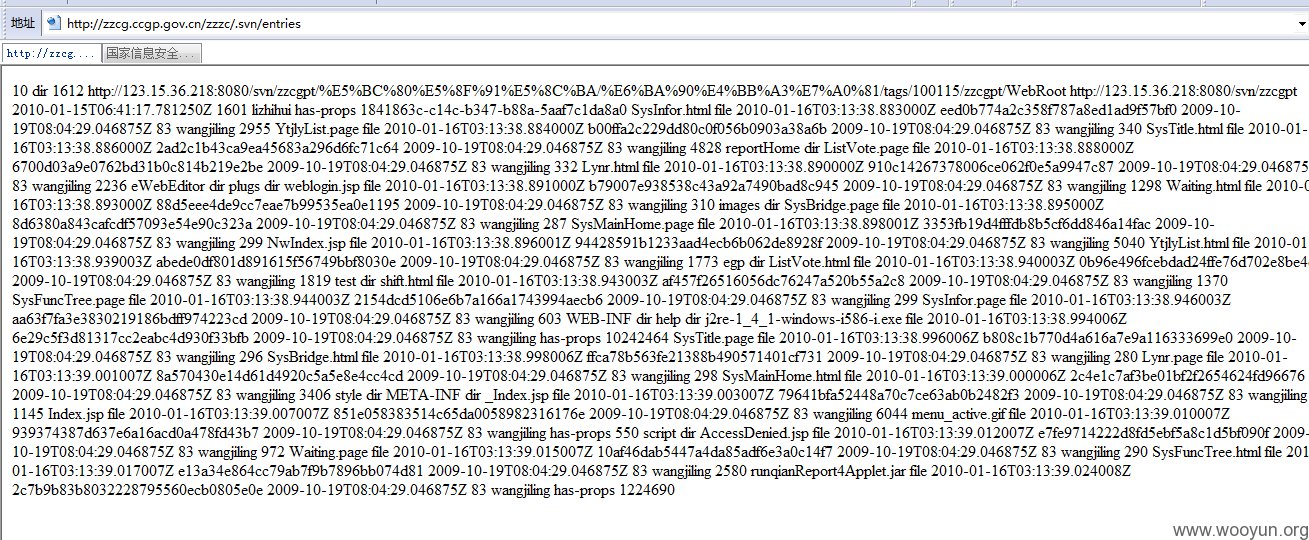 地址 http://zzcg.ccgp.gov.cn/zzzc/.svn/entries
http://zzcg.... 国家信息安全...
10 dir 1612 http://123.15.36.218:8080/svn/zzcgpt/%E5%BC%80%E5%8F%91%E5%8C%BA/%E6%BA%90%E4%BB%A3%E7%A0%81/tags/100115/zzcgpt/WebRoot http://123.15.36.218:8080/svn/zzcgpt
2010-01-15T06:41:17.781250Z 1601 lizhihui has-props 1841863c-c14c-b347-b88a-5aaf7c1da8a0 SysInfor.html file 2010-01-16T03:13:38.883000Z eed0b774a2c358f787a8ed1ad9f57bf0 2009-10-
19T08:04:29.046875Z 83 wangjiling 2955 YtjlyList.page file 2010-01-16T03:13:38.884000Z b00ffa2c229dd80c0f056b0903a38a6b 2009-10-19T08:04:29.046875Z 83 wangjiling 340 SysTitle.html file 2010-01-
16T03:13:38.886000Z 2ad2c1b43ca9ea45683a296d6fc71c64 2009-10-19T08:04:29.046875Z 83 wangjiling 4828 reportHome dir ListVote.page file 2010-01-16T03:13:38.888000Z
6700d03a9e0762bd31b0c814b219e2be 2009-10-19T08:04:29.046875Z 83 wangjiling 332 Lynr.html file 2010-01-16T03:13:38.890000Z 910c14267378006ce062f0e5a9947c87 2009-10-19T08:04:29.046875
83 wangjiling 2236 eWebEditor dir plugs dir weblogin.jsp file 2010-01-16T03:13:38.891000Z b79007e938538c43a92a7490bad8c945 2009-10-19T08:04:29.046875Z 83 wangjiling 1298 Waiting.html file 2010-0
16T03:13:38.893000Z 88d5eee4de9cc7eae7b99535ea0e1195 2009-10-19T08:04:29.046875Z 83 wangjiling 310 images dir SysBridge.page file 2010-01-16T03:13:38.895000Z
8d6380a843cafcdf57093e54e90c323a 2009-10-19T08:04:29.046875Z 83 wangjiling 287 SysMainHome.page file 2010-01-16T03:13:38.898001Z 3353fb19d4fffdb8b5cf6dd846a14fac 2009-10-
19T08:04:29.046875Z 83 wangjiling 299 NwIndex.jsp file 2010-01-16T03:13:38.896001Z 94428591b1233aad4ecb6b062de8928f 2009-10-19T08:04:29.046875Z 83 wangjiling 5040 YtjlyList.html file 2010-01
16T03:13:38.939003Z abede0df801d891615f56749bbf8030e 2009-10-19T08:04:29.046875Z 83 wangjiling 1773 egp dir ListVote.html file 2010-01-16T03:13:38.940003Z 0b96e496fcebdad24ffe76d702e8be4
2009-10-19T08:04:29.046875Z 83 wangjiling 1819 test dir shift.html file 2010-01-16T03:13:38.943003Z af457f26516056dc76247a520b55a2c8 2009-10-19T08:04:29.046875Z 83 wangjiling 1370
SysFuncTree.page file 2010-01-16T03:13:38.944003Z 2154dcd5106e6b7a166a1743994aecb6 2009-10-19T08:04:29.046875Z 83 wangjiling 299 SysInfor.page file 2010-01-16T03:13:38.946003Z
aa63f7fa3e3830219186bdff974223cd 2009-10-19T08:04:29.046875Z 83 wangjiling 603 WEB-INF dir help dir j2re-1_4_1-windows-i586-i.exe file 2010-01-16T03:13:38.994006Z
6e29c5f3d81317cc2eabc4d930f33bfb 2009-10-19T08:04:29.046875Z 83 wangjiling has-props 10242464 SysTitle.page file 2010-01-16T03:13:38.996006Z b808c1b770d4a616a7e9a116333699e0 2009-10-
19T08:04:29.046875Z 83 wangjiling 296 SysBridge.html file 2010-01-16T03:13:38.998006Z ffca78b563fe21388b490571401cf731 2009-10-19T08:04:29.046875Z 83 wangjiling 280 Lynr.page file 2010-01-
16T03:13:39.001007Z 8a570430e14d61d4920c5a5e8e4cc4cd 2009-10-19T08:04:29.046875Z 83 wangjiling 298 SysMainHome.html file 2010-01-16T03:13:39.000006Z 2c4e1c7af3be01bf2f2654624fd96676
2009-10-19T08:04:29.046875Z 83 wangjiling 3406 style dir META-INF dir _Index.jsp file 2010-01-16T03:13:39.003007Z 79641bfa52448a70c7ce63ab0b2482f3 2009-10-19T08:04:29.046875Z 83 wangjiling
1145 Index.jsp file 2010-01-16T03:13:39.007007Z 851e058383514c65da0058982316176e 2009-10-19T08:04:29.046875Z 83 wangjiling 6044 menu_active.gif file 2010-01-16T03:13:39.010007Z
939374387d637e6a16acd0a478fd43b7 2009-10-19T08:04:29.046875Z 83 wangjiling has-props 550 script dir AccessDenied.jsp file 2010-01-16T03:13:39.012007Z e7fe9714222d8fd5ebf5a8c1d5bf090f 2009-
10-19T08:04:29.046875Z 83 wangjiling 972 Waiting.page file 2010-01-16T03:13:39.015007Z 10af46dab5447a4da85adf6e3a0c14f7 2009-10-19T08:04:29.046875Z 83 wangjiling 290 SysFuncTree.html file 201
01-16T03:13:39.017007Z e13a34e864cc79ab7f9b7896bb074d81 2009-10-19T08:04:29.046875Z 83 wangjiling 2580 runqianReport4Applet.jar file 2010-01-16T03:13:39.024008Z
2c7b9b83b8032228795560ecb0805e0e 2009-10-19T08:04:29.046875Z 83 wangjiling has-props 1224690
www.wooyun.org